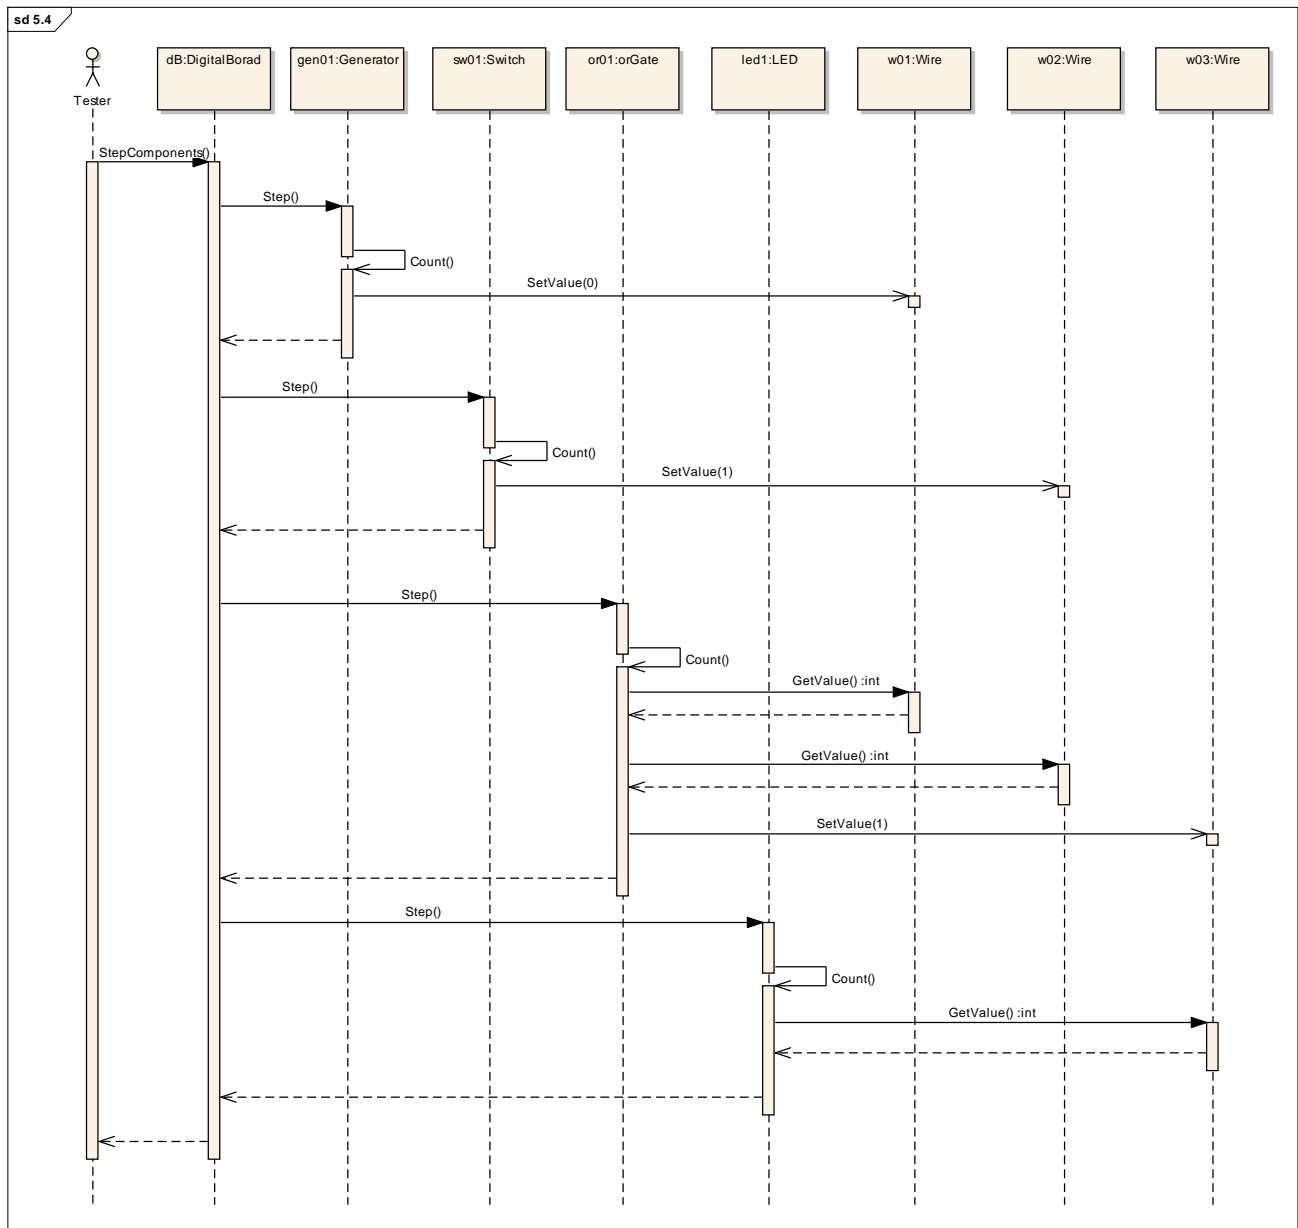 sd 5.4
Tester
dB:DigitalBorad
gen01:Generator
sw01:Switch
or01:orGate
led1:LED
w01:Wire
w02:Wire
w03:Wire
StepComponents()
Step()
Count()
SetValue(0)
Step()
Count()
SetValue(1)
Step()
Count()
GetValue() :int
GetValue() :int
SetValue(1)
Step()
Count()
GetValue() :int